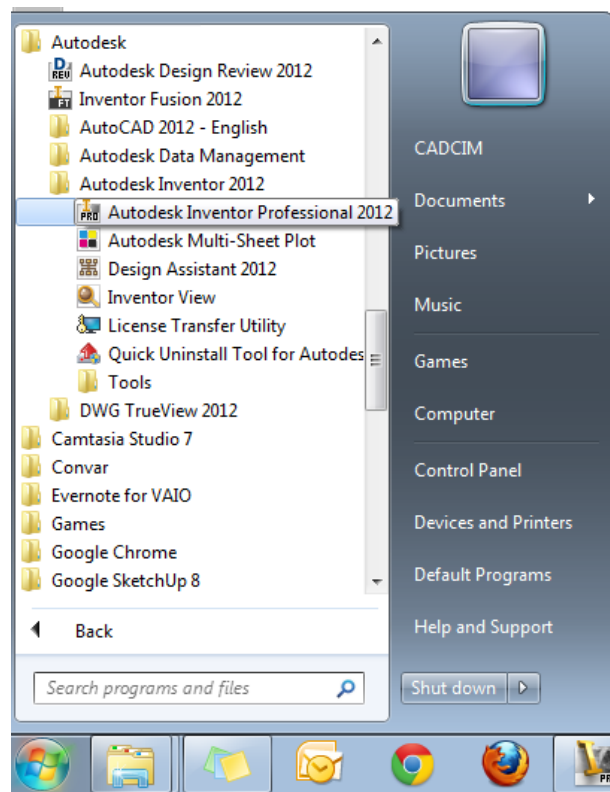 Autodesk
Autodesk Design Review 2012
Inventor Fusion 2012
AutoCAD 2012 - English
Autodesk Data Management
Autodesk Inventor 2012
Autodesk Inventor Professional 2012
Autodesk Multi-Sheet Plot
Design Assistant 2012
Inventor View
License Transfer Utility
Quick Uninstall Tool for Autodes
Tools
DWG TrueView 2012
Camtasia Studio 7
Convar
Evernote for VAIO
Games
Google Chrome
Google SketchUp 8
Back
Search programs and files
CADCIM
Documents
Pictures
Music
Games
Computer
Control Panel
Devices and Printers
Default Programs
Help and Support
Shut down